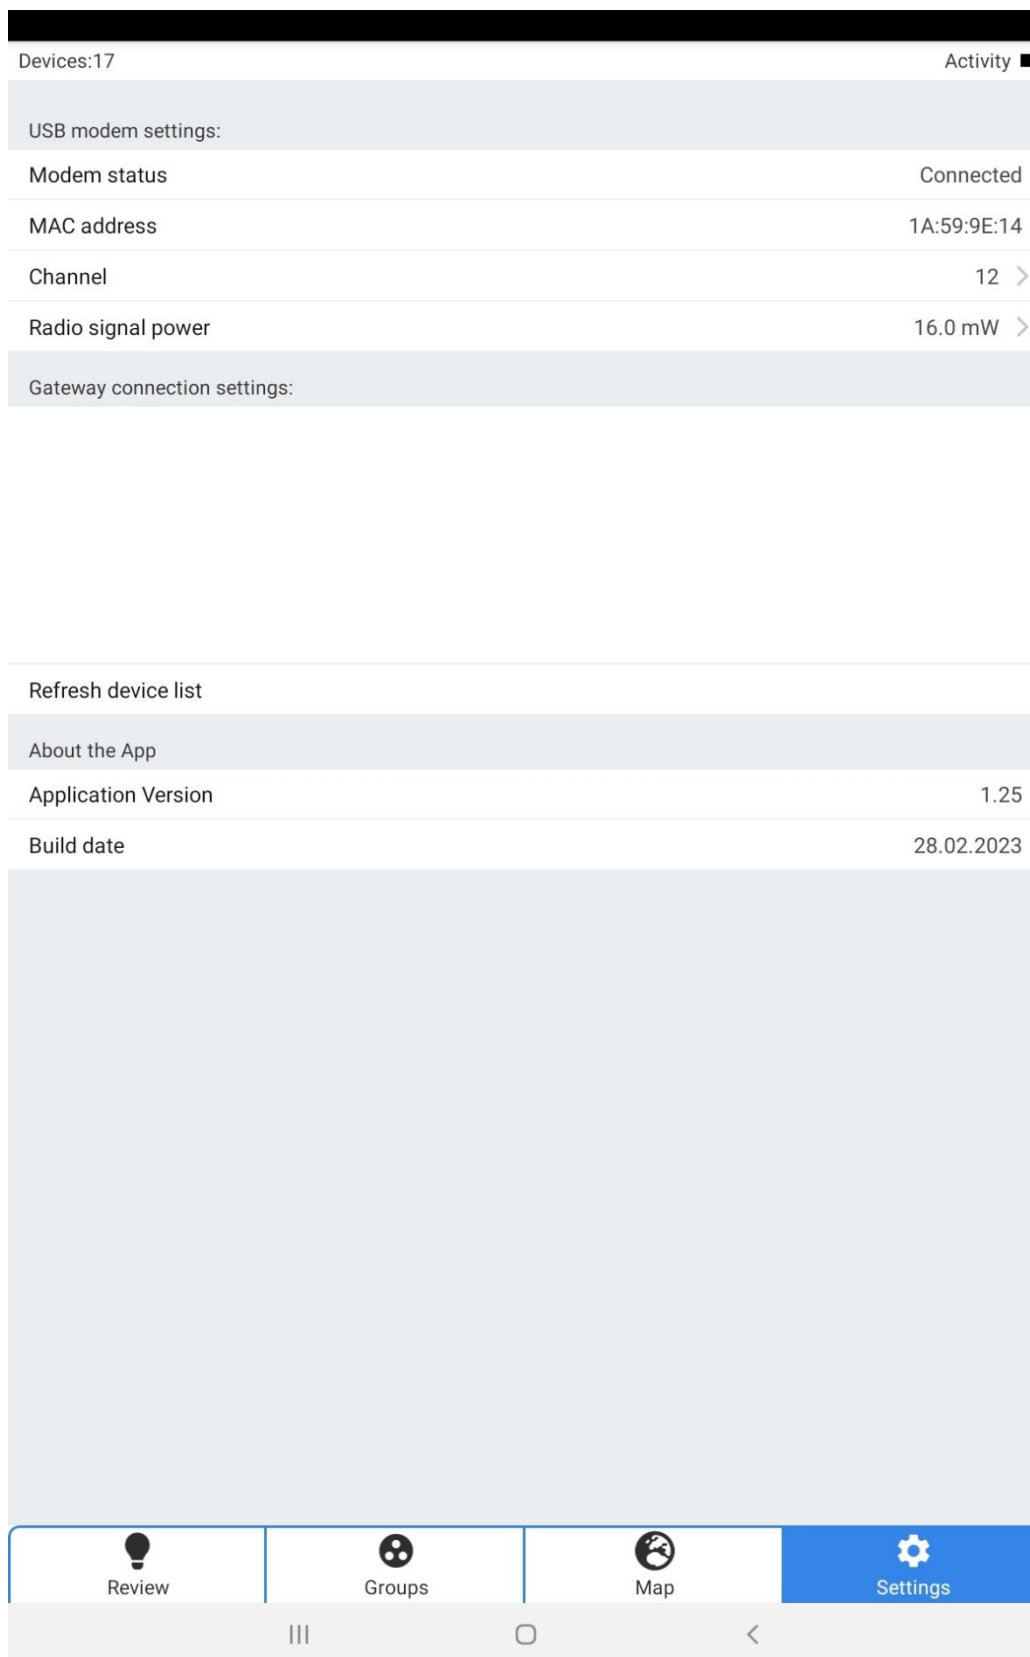 Devices:17 Activity
USB modem settings:
Modem status Connected
MAC address 1A:59:9E:14
Channel 12
Radio signal power 16.0 mW
Gateway connection settings:
Refresh device list
About the App
Application Version 1.25
Build date 28.02.2023
Review Groups Map Settings